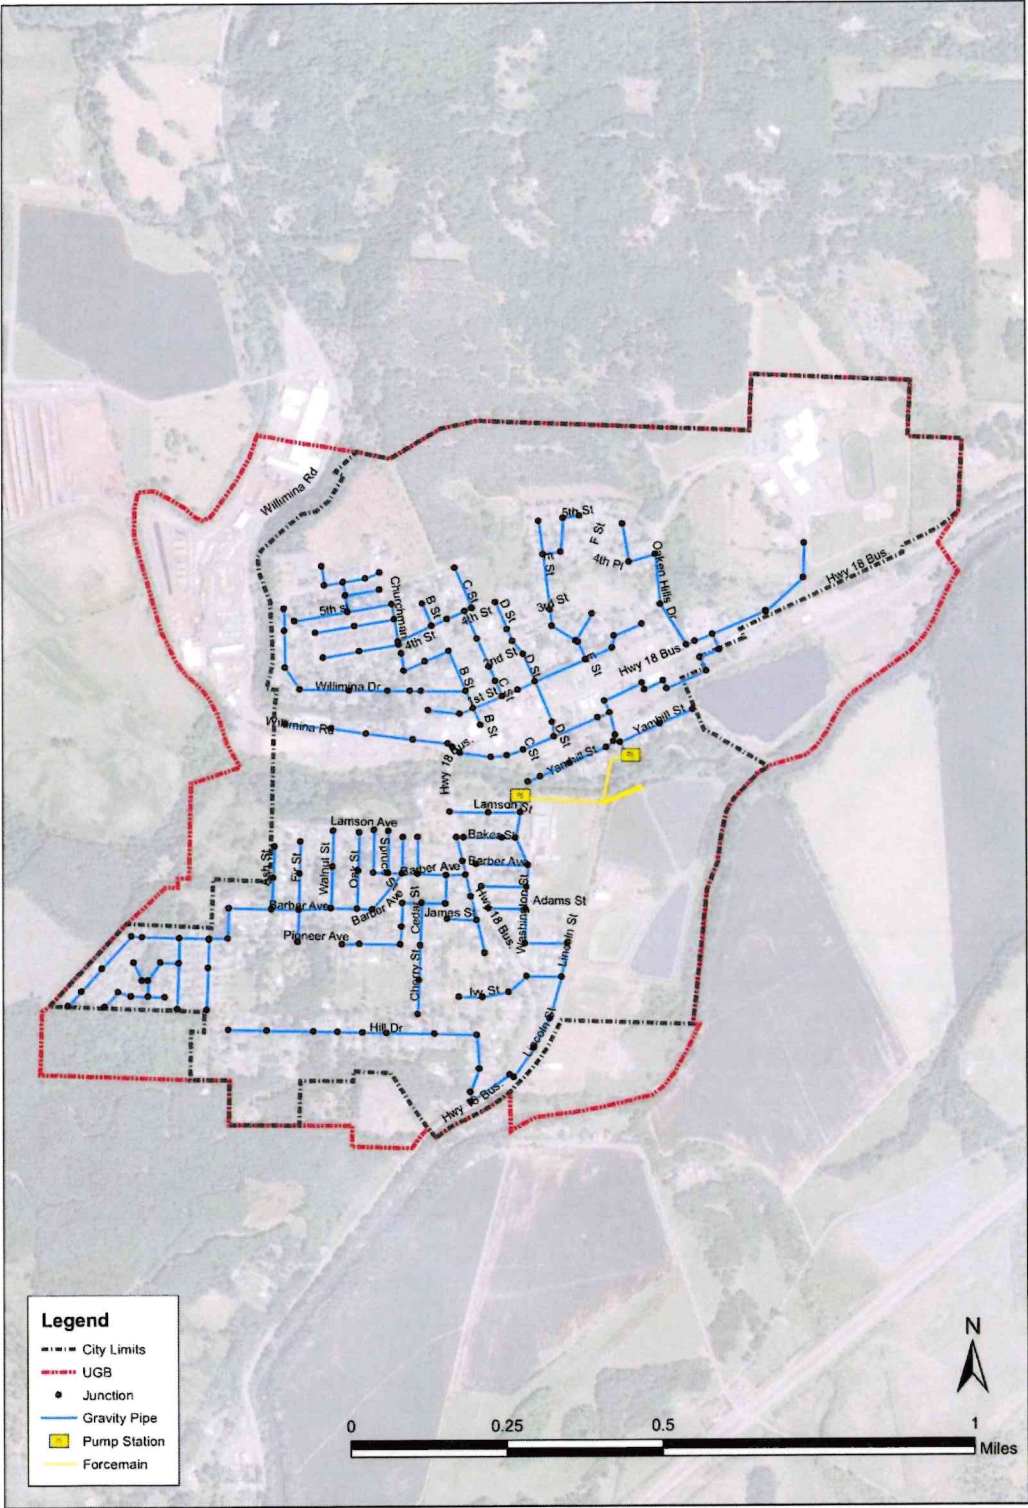 Willimina Rd
5th St
F St
E St
4th Pl
Oaken Hills Dr
Hwy 18 Bus.
Churchman
C St
B St
D St
5th S
4th St
4th St
3rd St
2nd St
D St
E St
Hwy 18 Bus.
Willimina Dr
B St
1st St
C St
B St
Yamhill St
Willmina Rd
Hwy 18 Bus.
C St
D St
Yamhill St
Lamson St
Lamson Ave
Bakes St
Ash St
Fir St
Walnut St
Oak St
Spruce S
Barber Ave
Barber Ave
Barber Ave
Barber Ave
Cedar St
James St
Hwy 18 Bus.
Washington St
Adams St
Pioneer Ave
Lincoln St
Cherry St
Ivy St
Hill Dr
Lincoln St
Hwy 18 Bus.
Legend
City Limits
UGB
Junction
Gravity Pipe
Pump Station
Forcemain
N
0 0.25 0.5 1
Miles